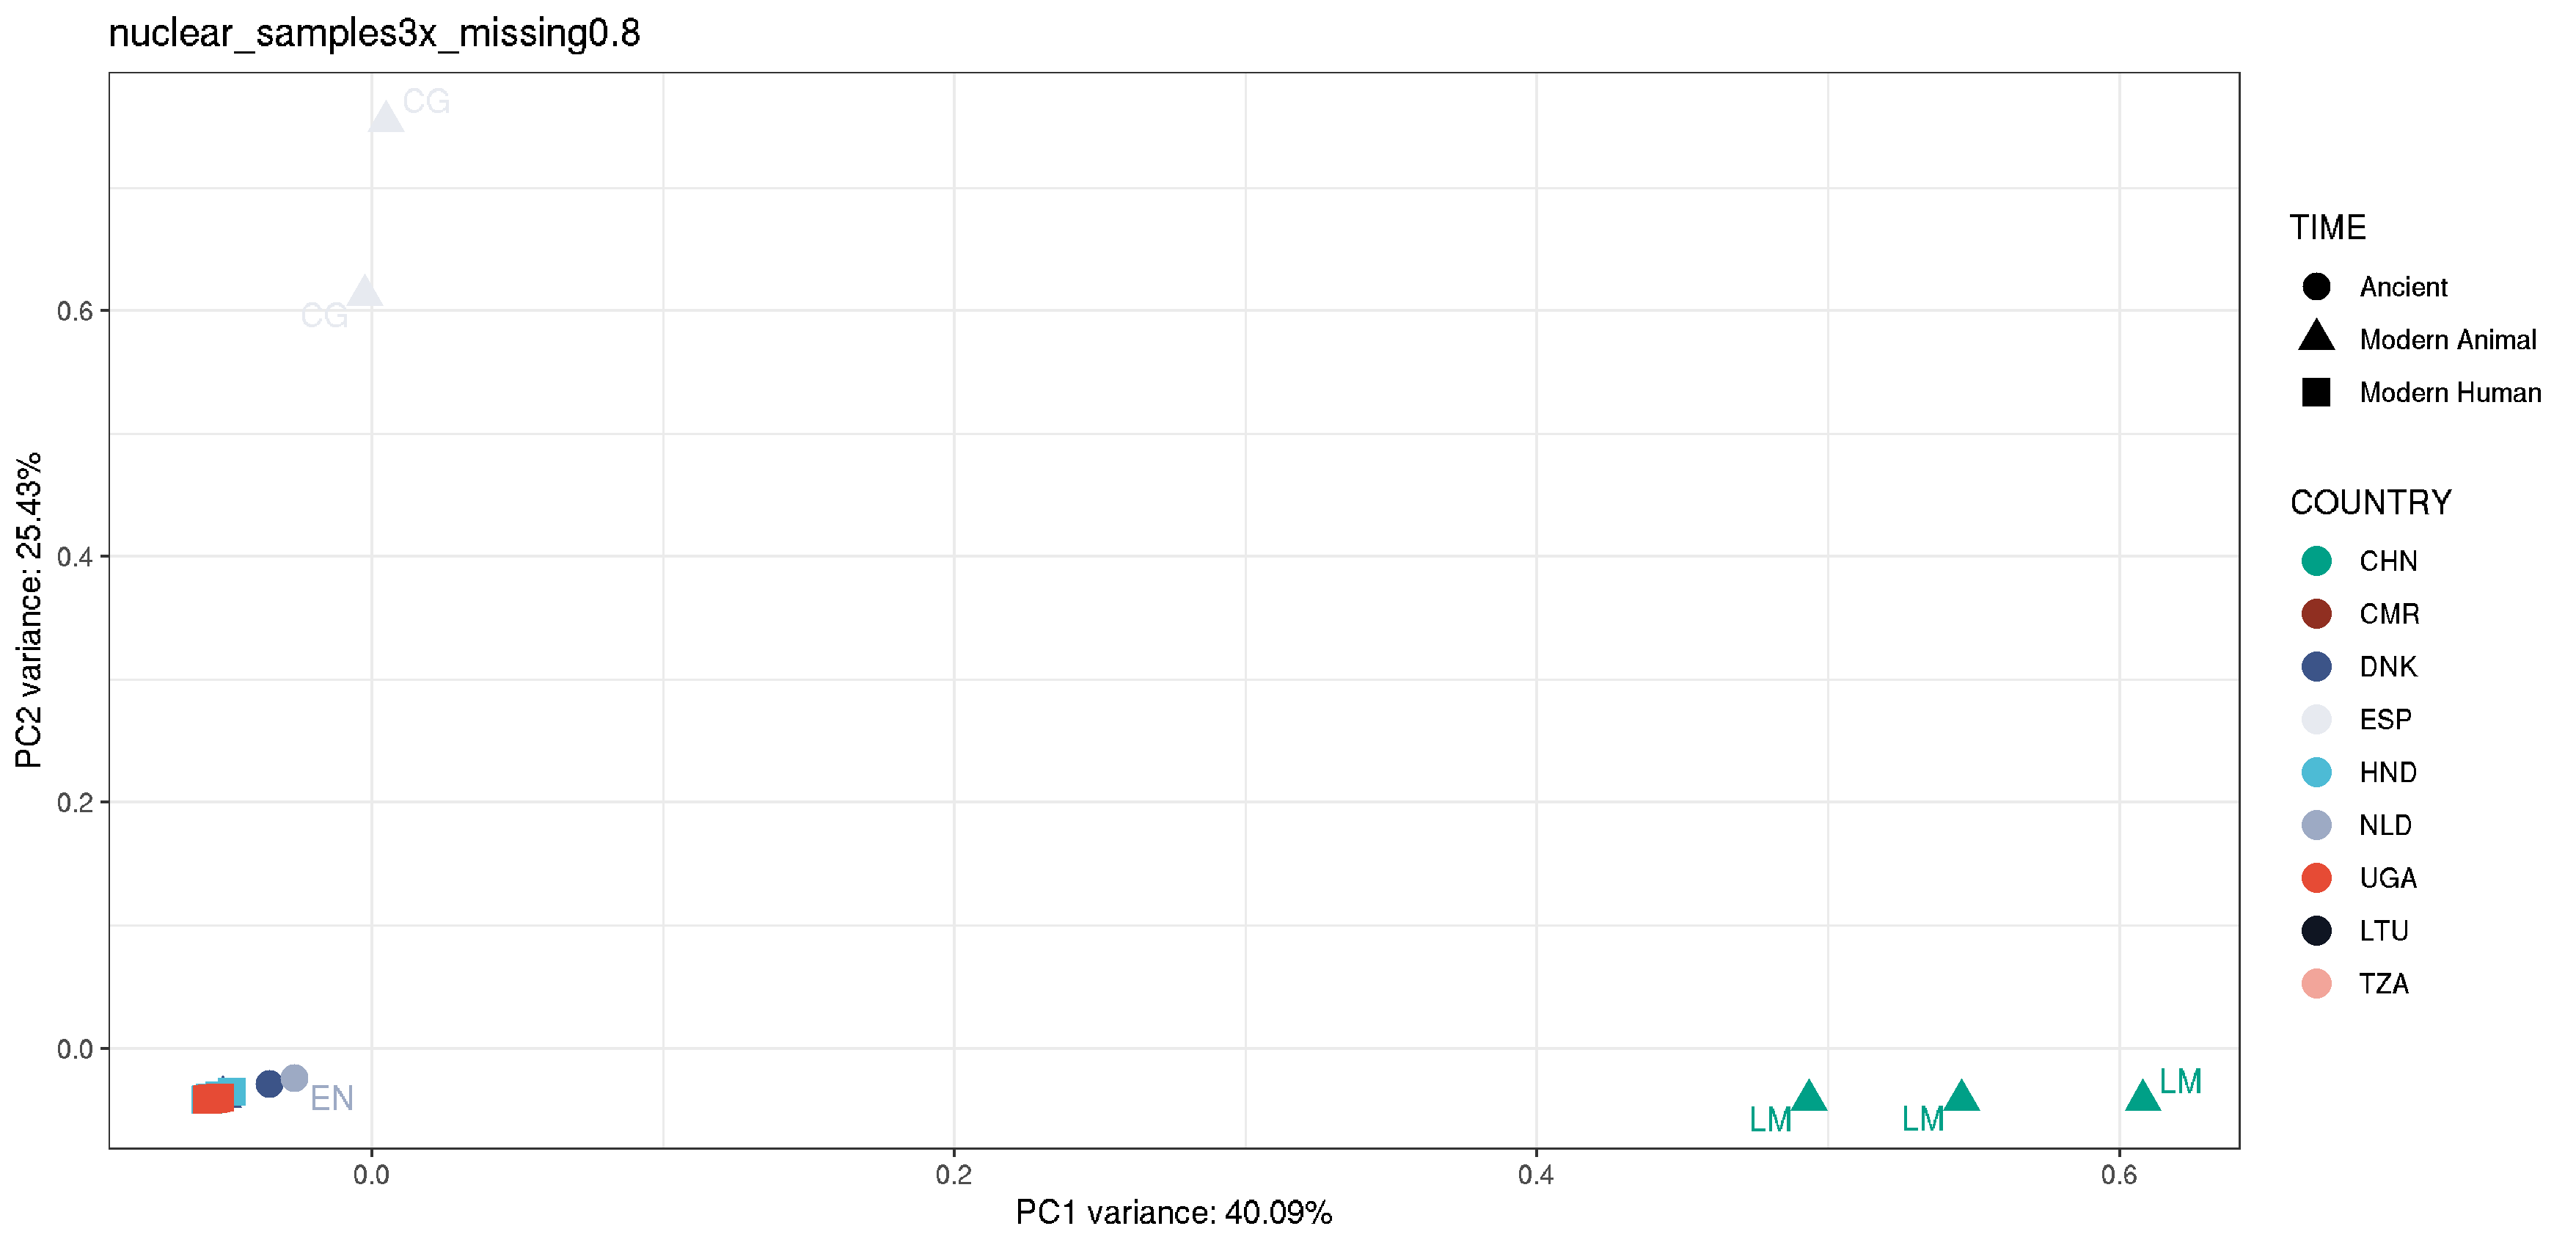 nuclear_samples3x_missing0.8
CG
CG
EN
LM
LM
LM
PC2 variance: 25.43%
0.6
0.4
0.2
0.0
0.0
0.2
0.4
0.6
PC1 variance: 40.09%
TIME
Ancient
Modern Animal
Modern Human
COUNTRY
CHN
CMR
DNK
ESP
HND
NLD
UGA
LTU
TZA